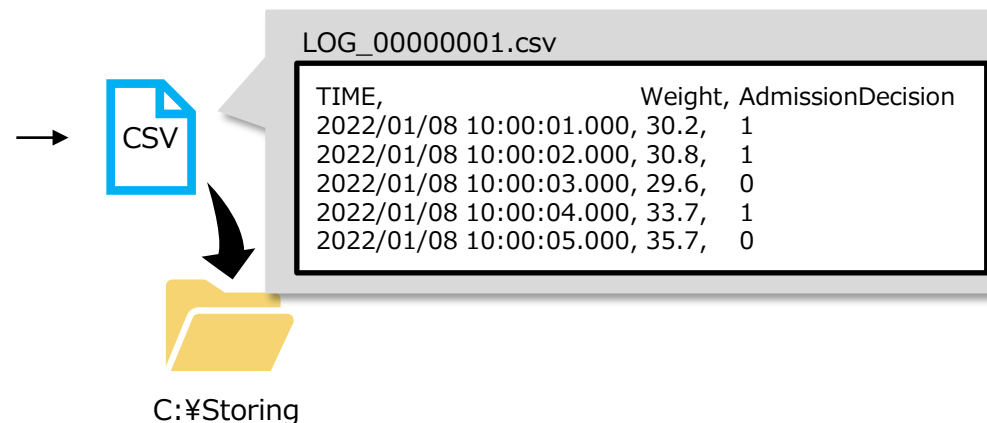 LOG_00000001.csv
TIME, Weight, AdmissionDecision
2022/01/08 10:00:01.000, 30.2, 1
2022/01/08 10:00:02.000, 30.8, 1
2022/01/08 10:00:03.000, 29.6, 0
2022/01/08 10:00:04.000, 33.7, 1
2022/01/08 10:00:05.000, 35.7, 0
CSV
C:¥Storing